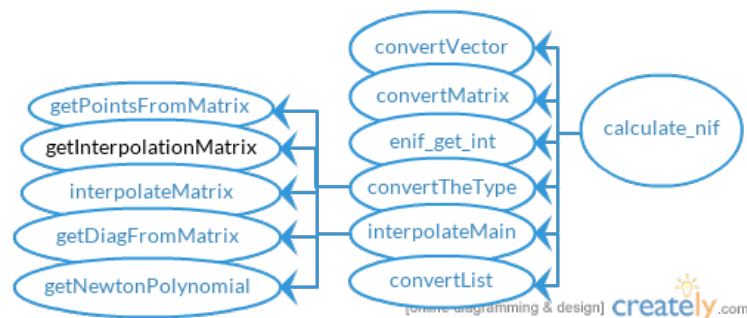 convertVector
convertMatrix
enif_get_int
convertTheType
interpolateMain
convertList
getPointsFromMatrix
getInterpolationMatrix
interpolateMatrix
getDiagFromMatrix
getNewtonPolynomial
calculate_nif
[online diagramming & design] creately.com